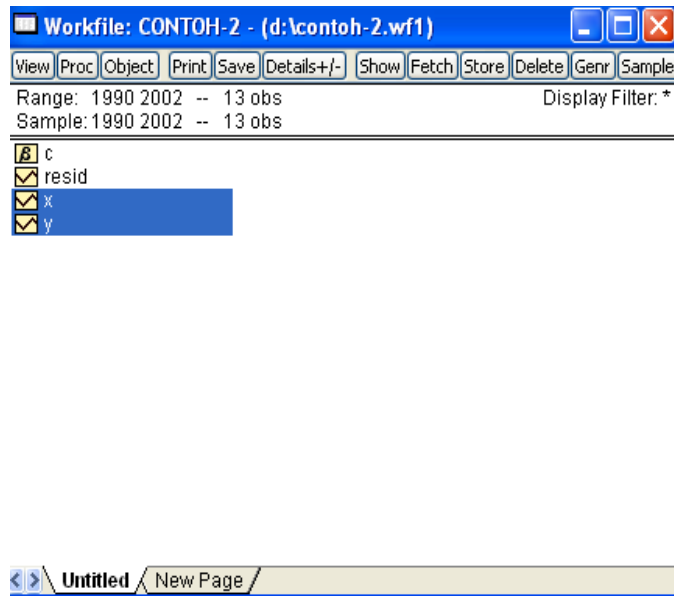 Workfile: CONTOH-2 - (d:\contoh-2.wf1)
View Proc Object Print Save Details+/- Show Fetch Store Delete Genr Sample
Range: 1990 2002 -- 13 obs Display Filter: *
Sample: 1990 2002 -- 13 obs
β c
resid
x
y
Untitled New Page